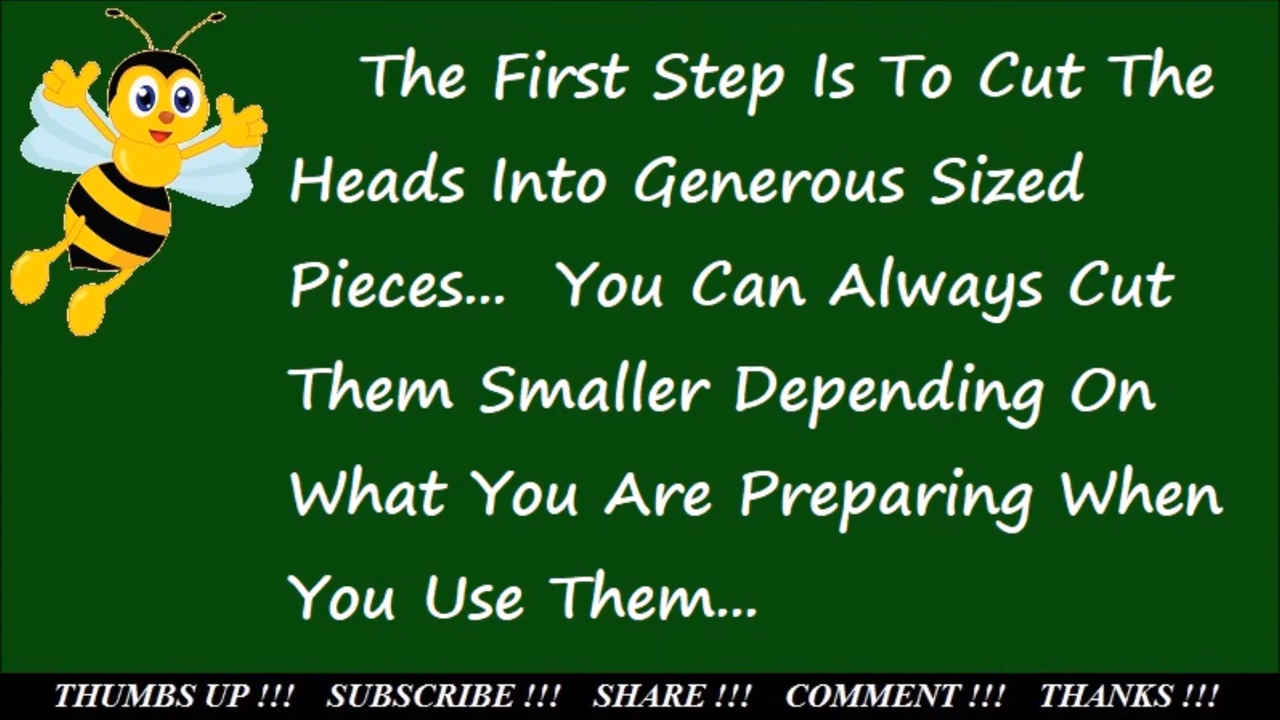 The First Step Is To Cut The
Heads Into Generous Sized
Pieces... You Can Always Cut
Them Smaller Depending On
What You Are Preparing When
You Use Them...
THUMBS UP !!! SUBSCRIBE !!! SHARE !!! COMMENT !!! THANKS !!!